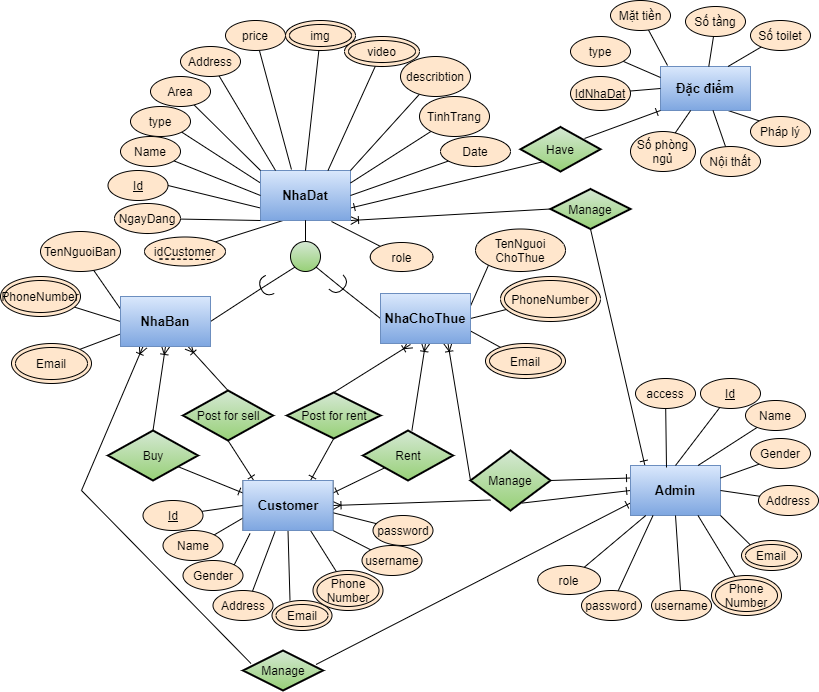 price
img
video
Address
describtion
Area
TinhTrang
type
Date
Name
Id
NgayDang
idCustomer
role
NhaDat
Mặt tiền
Số tầng
Số toilet
type
IdNhaDat
Đặc điểm
Pháp lý
Số phòng
ngủ
Nội thất
Have
Manage
TenNguoiBan
PhoneNumber
Email
NhaBan
NhaChoThue
TenNguoi
ChoThue
PhoneNumber
Email
Post for sell
Post for rent
Buy
Rent
Manage
Customer
Id
Name
Gender
Address
Email
Phone
Number
username
password
access
Id
Name
Gender
Address
Admin
Email
Phone
Number
username
password
role
Manage